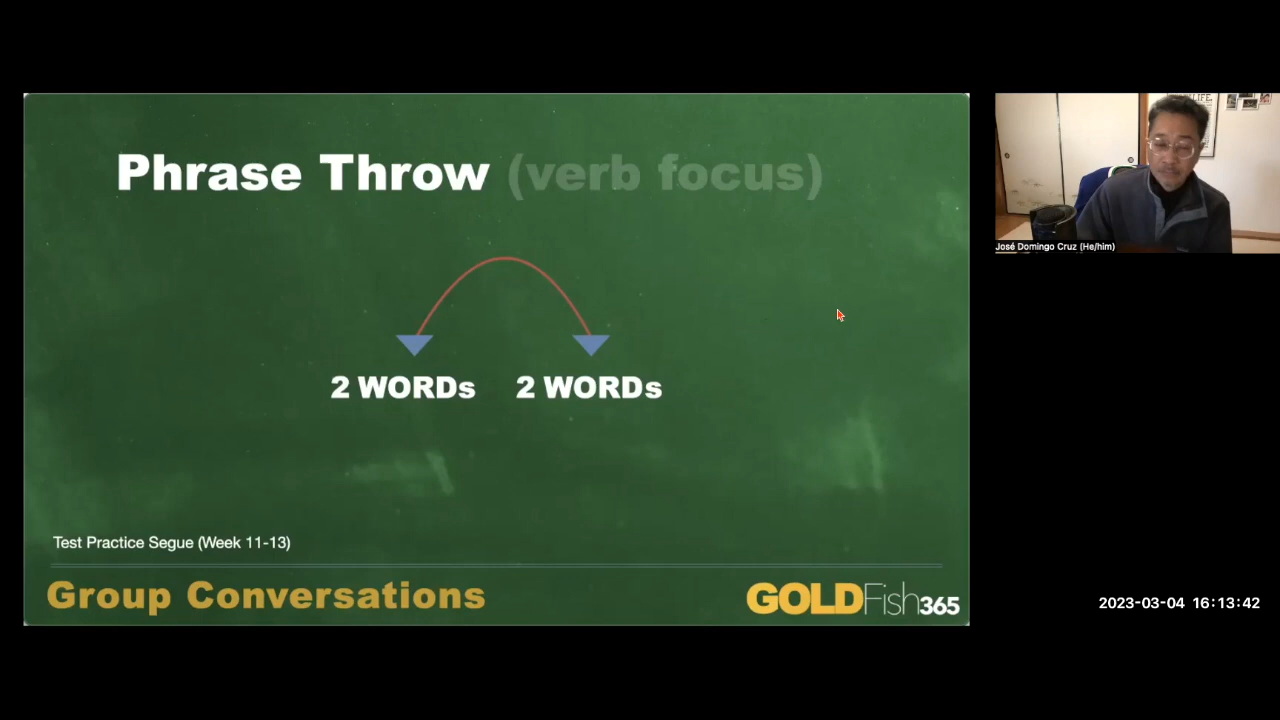 Phrase Throw (verb focus)
2 WORDs 2 WORDs
Test Practice Segue (Week 11-13)
Group Conversations
GOLDFish365
José Domingo Cruz (He/him)
2023-03-04 16:13:42